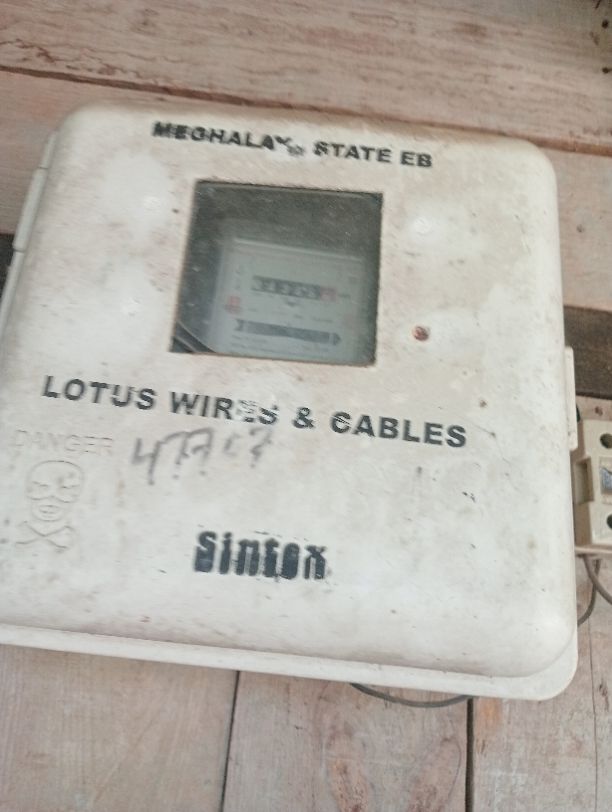 MEGHALAYA STATE EB
LOTUS WIRES & CABLES
DANGER
Sintex